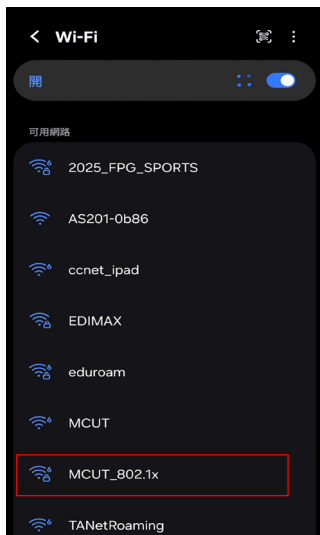 Wi-Fi
開
可用網路
2025_FPG_SPORTS
AS201-0b86
ccnet_ipad
EDIMAX
eduroam
MCUT
MCUT_802.1x
TANetRoaming